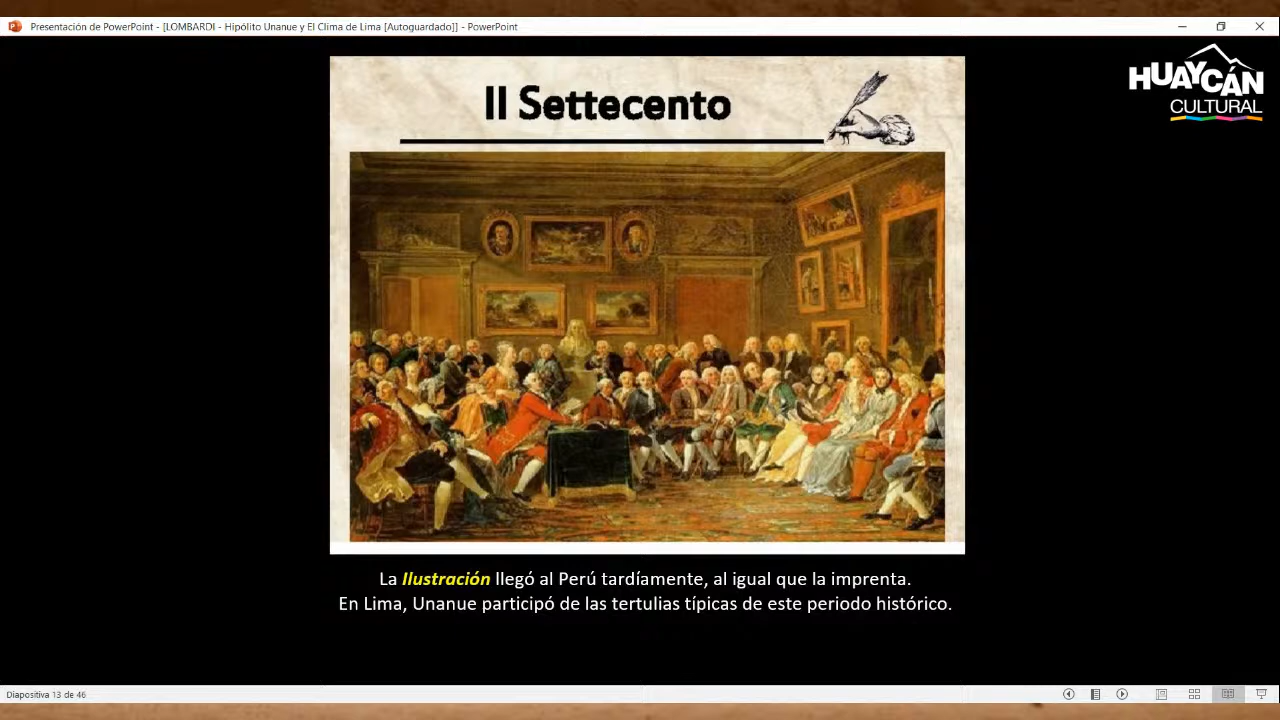 Presentación de PowerPoint - [LOMBARDI - Hipólito Unanue y El Clima de Lima [Autoguardado]] - PowerPoint
HUAYCÁN
CULTURAL
Il Settecento
La Ilustración llegó al Perú tardíamente, al igual que la imprenta.
En Lima, Unanue participó de las tertulias típicas de este periodo histórico.
Diapositiva 13 de 46